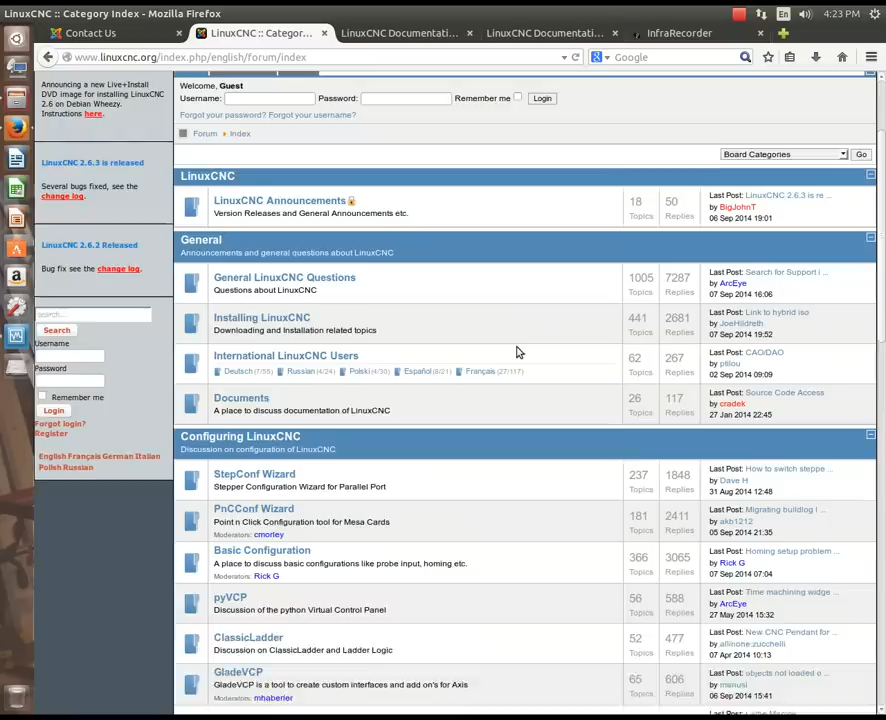 LinuxCNC :: Category Index - Mozilla Firefox
En 4:23 PM
Contact Us
LinuxCNC :: Categor...
LinuxCNC Documentati...
LinuxCNC Documentati...
InfraRecorder
www.linuxcnc.org/index.php/english/forum/index
Google
Announcing a new Live+Install
DVD image for installing LinuxCNC
2.6 on Debian Wheezy.
Instructions here.
LinuxCNC 2.6.3 is released
Several bugs fixed, see the
change log.
LinuxCNC 2.6.2 Released
Bug fix see the change log.
search...
Search
Username
Password
Remember me
Login
Forgot login?
Register
English Français German Italian
Polish Russian
Welcome, Guest
Username: Password: Remember me Login
Forgot your password? Forgot your username?
Forum Index
Board Categories Go
LinuxCNC
LinuxCNC Announcements
Version Releases and General Announcements etc.
18 Topics
50 Replies
Last Post: LinuxCNC 2.6.3 is re ...
by BigJohnT
06 Sep 2014 19:01
General
Announcements and general questions about LinuxCNC
General LinuxCNC Questions
Questions about LinuxCNC
1005 Topics
7287 Replies
Last Post: Search for Support i ...
by ArcEye
07 Sep 2014 16:06
Installing LinuxCNC
Downloading and Installation related topics
441 Topics
2681 Replies
Last Post: Link to hybrid iso
by JoeHildreth
07 Sep 2014 15:52
International LinuxCNC Users
Deutsch (7/55) Russian (4/24) Polski (4/30) Español (8/21) Français (27/117)
62 Topics
267 Replies
Last Post: CAO/DAO
by ptilou
02 Sep 2014 09:09
Documents
A place to discuss documentation of LinuxCNC
26 Topics
117 Replies
Last Post: Source Code Access
by cradek
27 Jan 2014 22:45
Configuring LinuxCNC
Discussion on configuration of LinuxCNC
StepConf Wizard
Stepper Configuration Wizard for Parallel Port
237 Topics
1848 Replies
Last Post: How to switch steppe ...
by Dave H
31 Aug 2014 12:48
PnCConf Wizard
Point n Click Configuration tool for Mesa Cards
Moderators: cmorley
181 Topics
2411 Replies
Last Post: Migrating buildlog I ...
by akb1212
05 Sep 2014 21:35
Basic Configuration
A place to discuss basic configurations like probe input, homing etc.
Moderators: Rick G
366 Topics
3065 Replies
Last Post: Homing setup problem ...
by Rick G
07 Sep 2014 07:04
pyVCP
Discussion of the python Virtual Control Panel
56 Topics
588 Replies
Last Post: Time machining widge ...
by ArcEye
27 May 2014 15:32
ClassicLadder
Discussion on ClassicLadder and Ladder Logic
52 Topics
477 Replies
Last Post: New CNC Pendant for ...
07 Apr 2014 10:13
GladeVCP
GladeVCP is a tool to create custom interfaces and add on's for Axis
Moderators: mhaberler
65 Topics
606 Replies
Last Post: objects not loaded o ...
06 Sep 2014 15:41